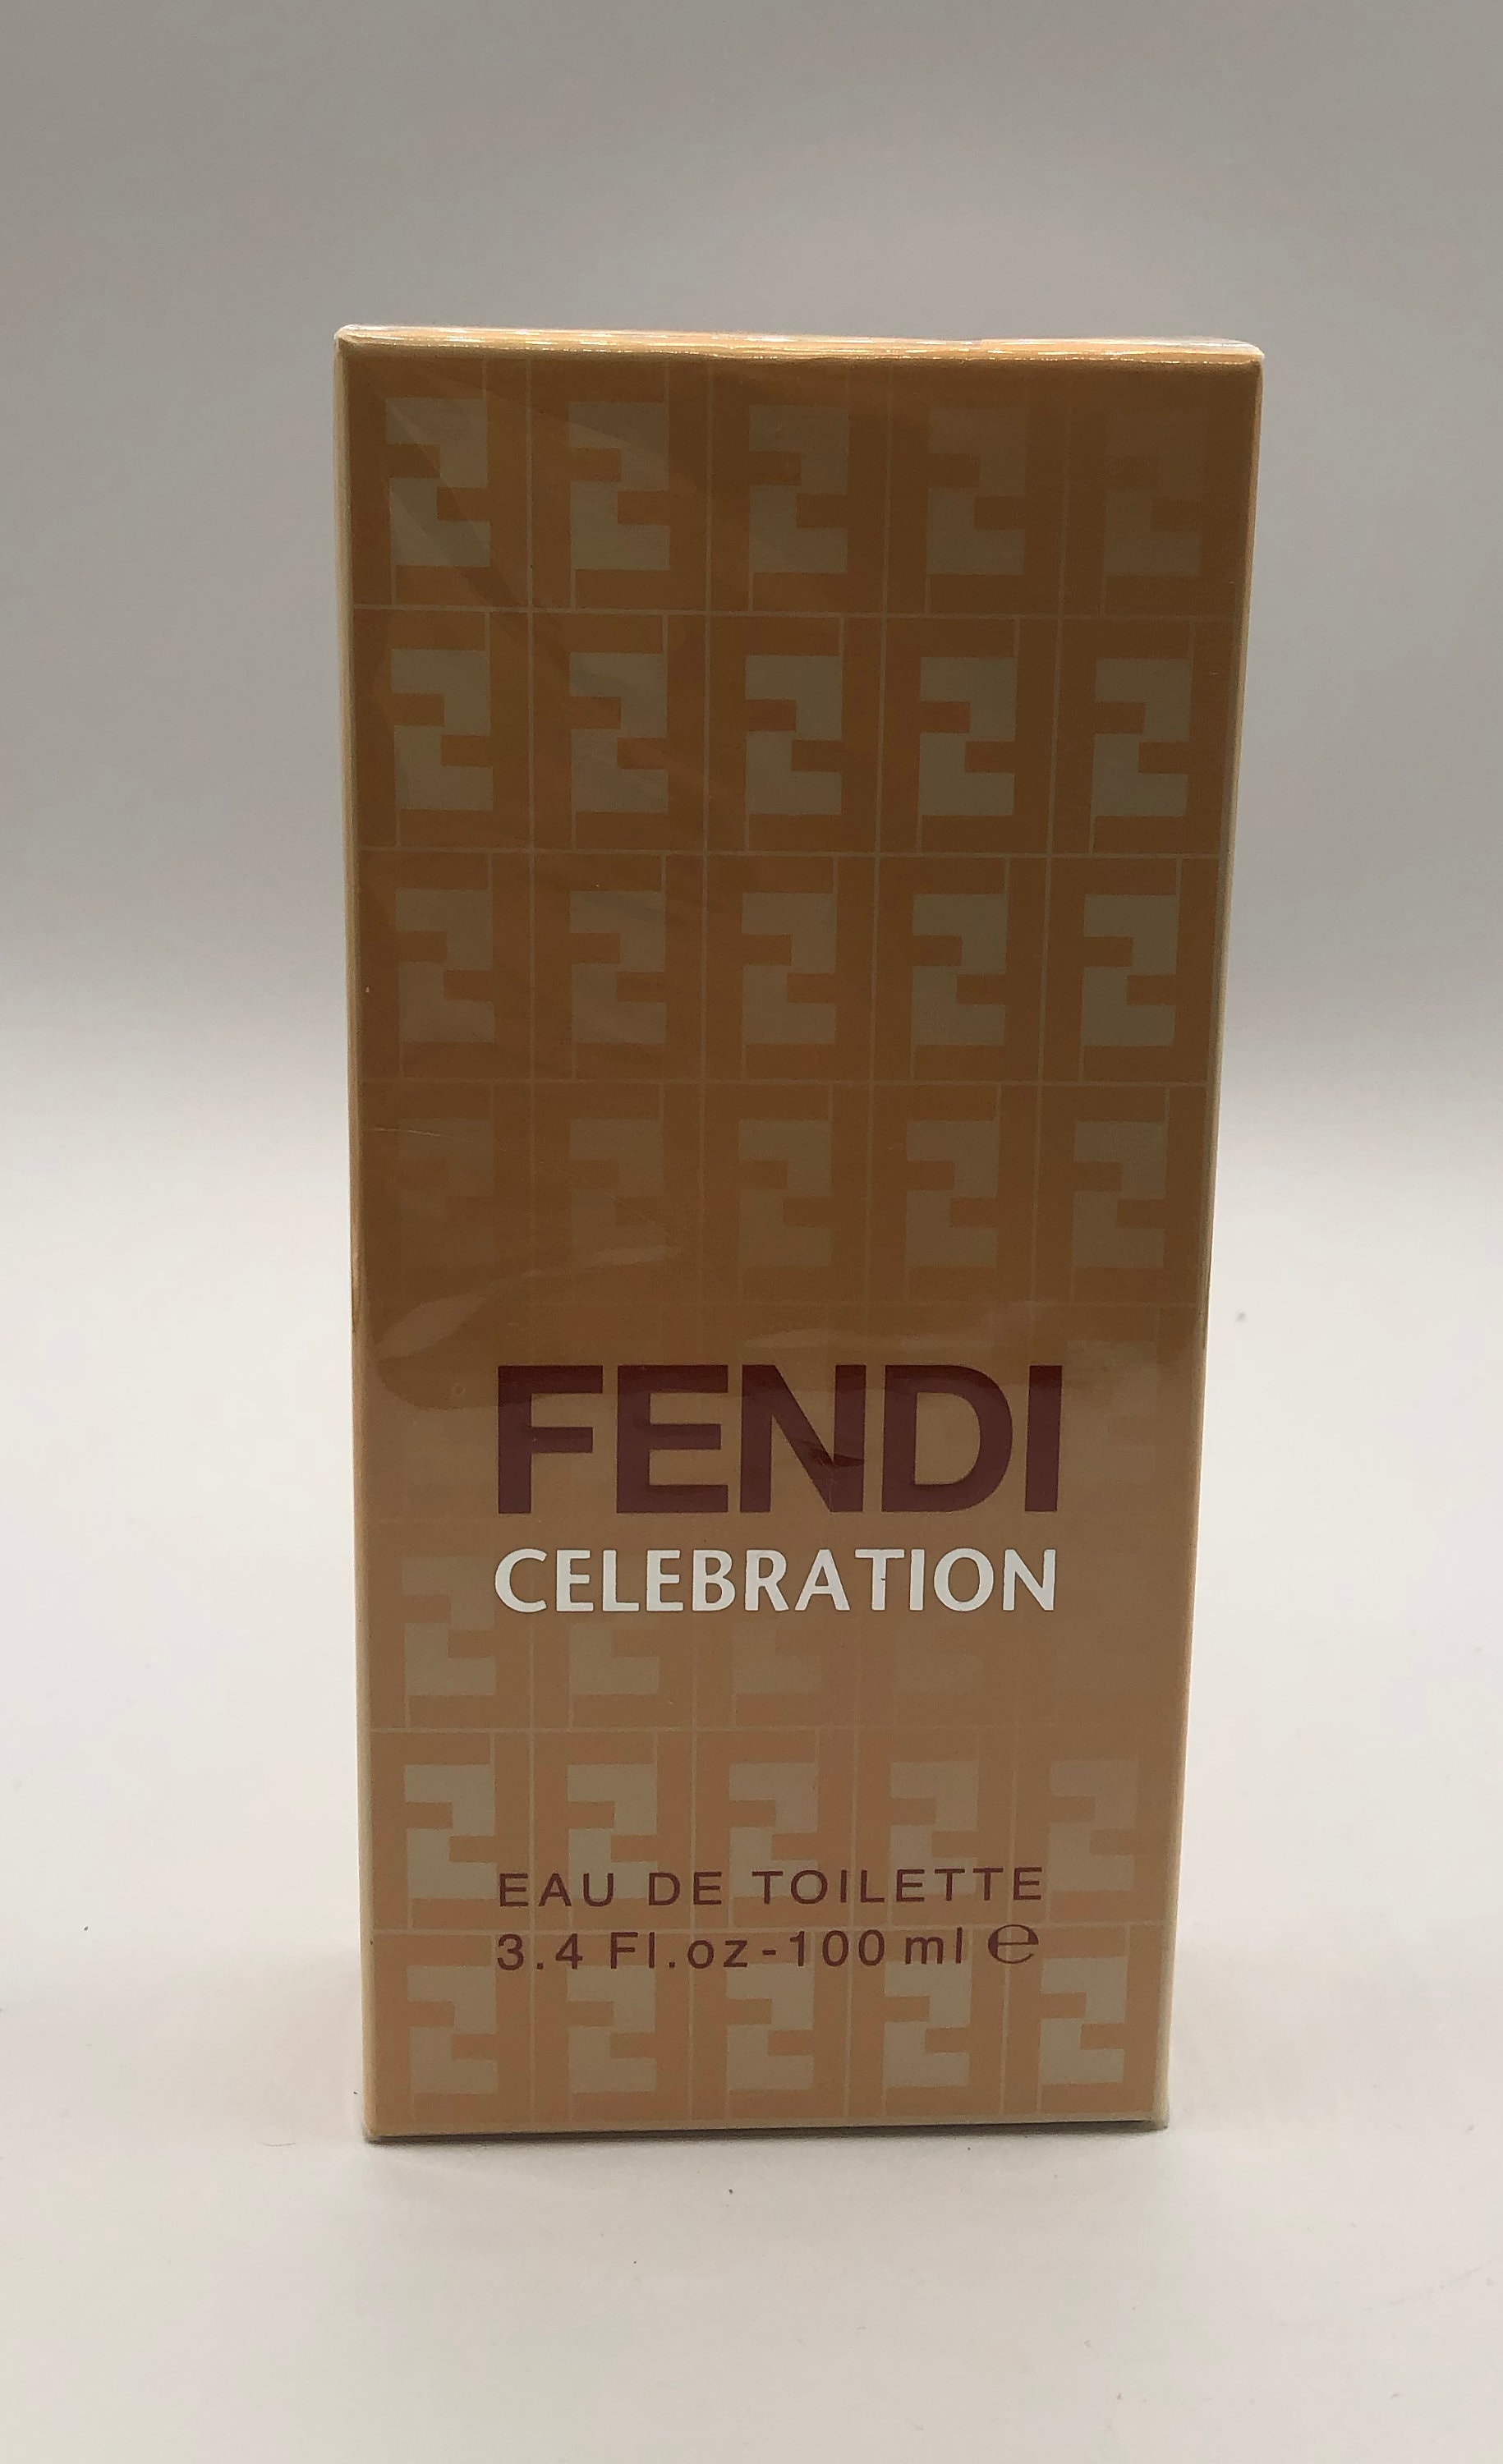 FENDI
CELEBRATION
EAU DE TOILETTE
3.4 Fl.oz-100 ml ℮